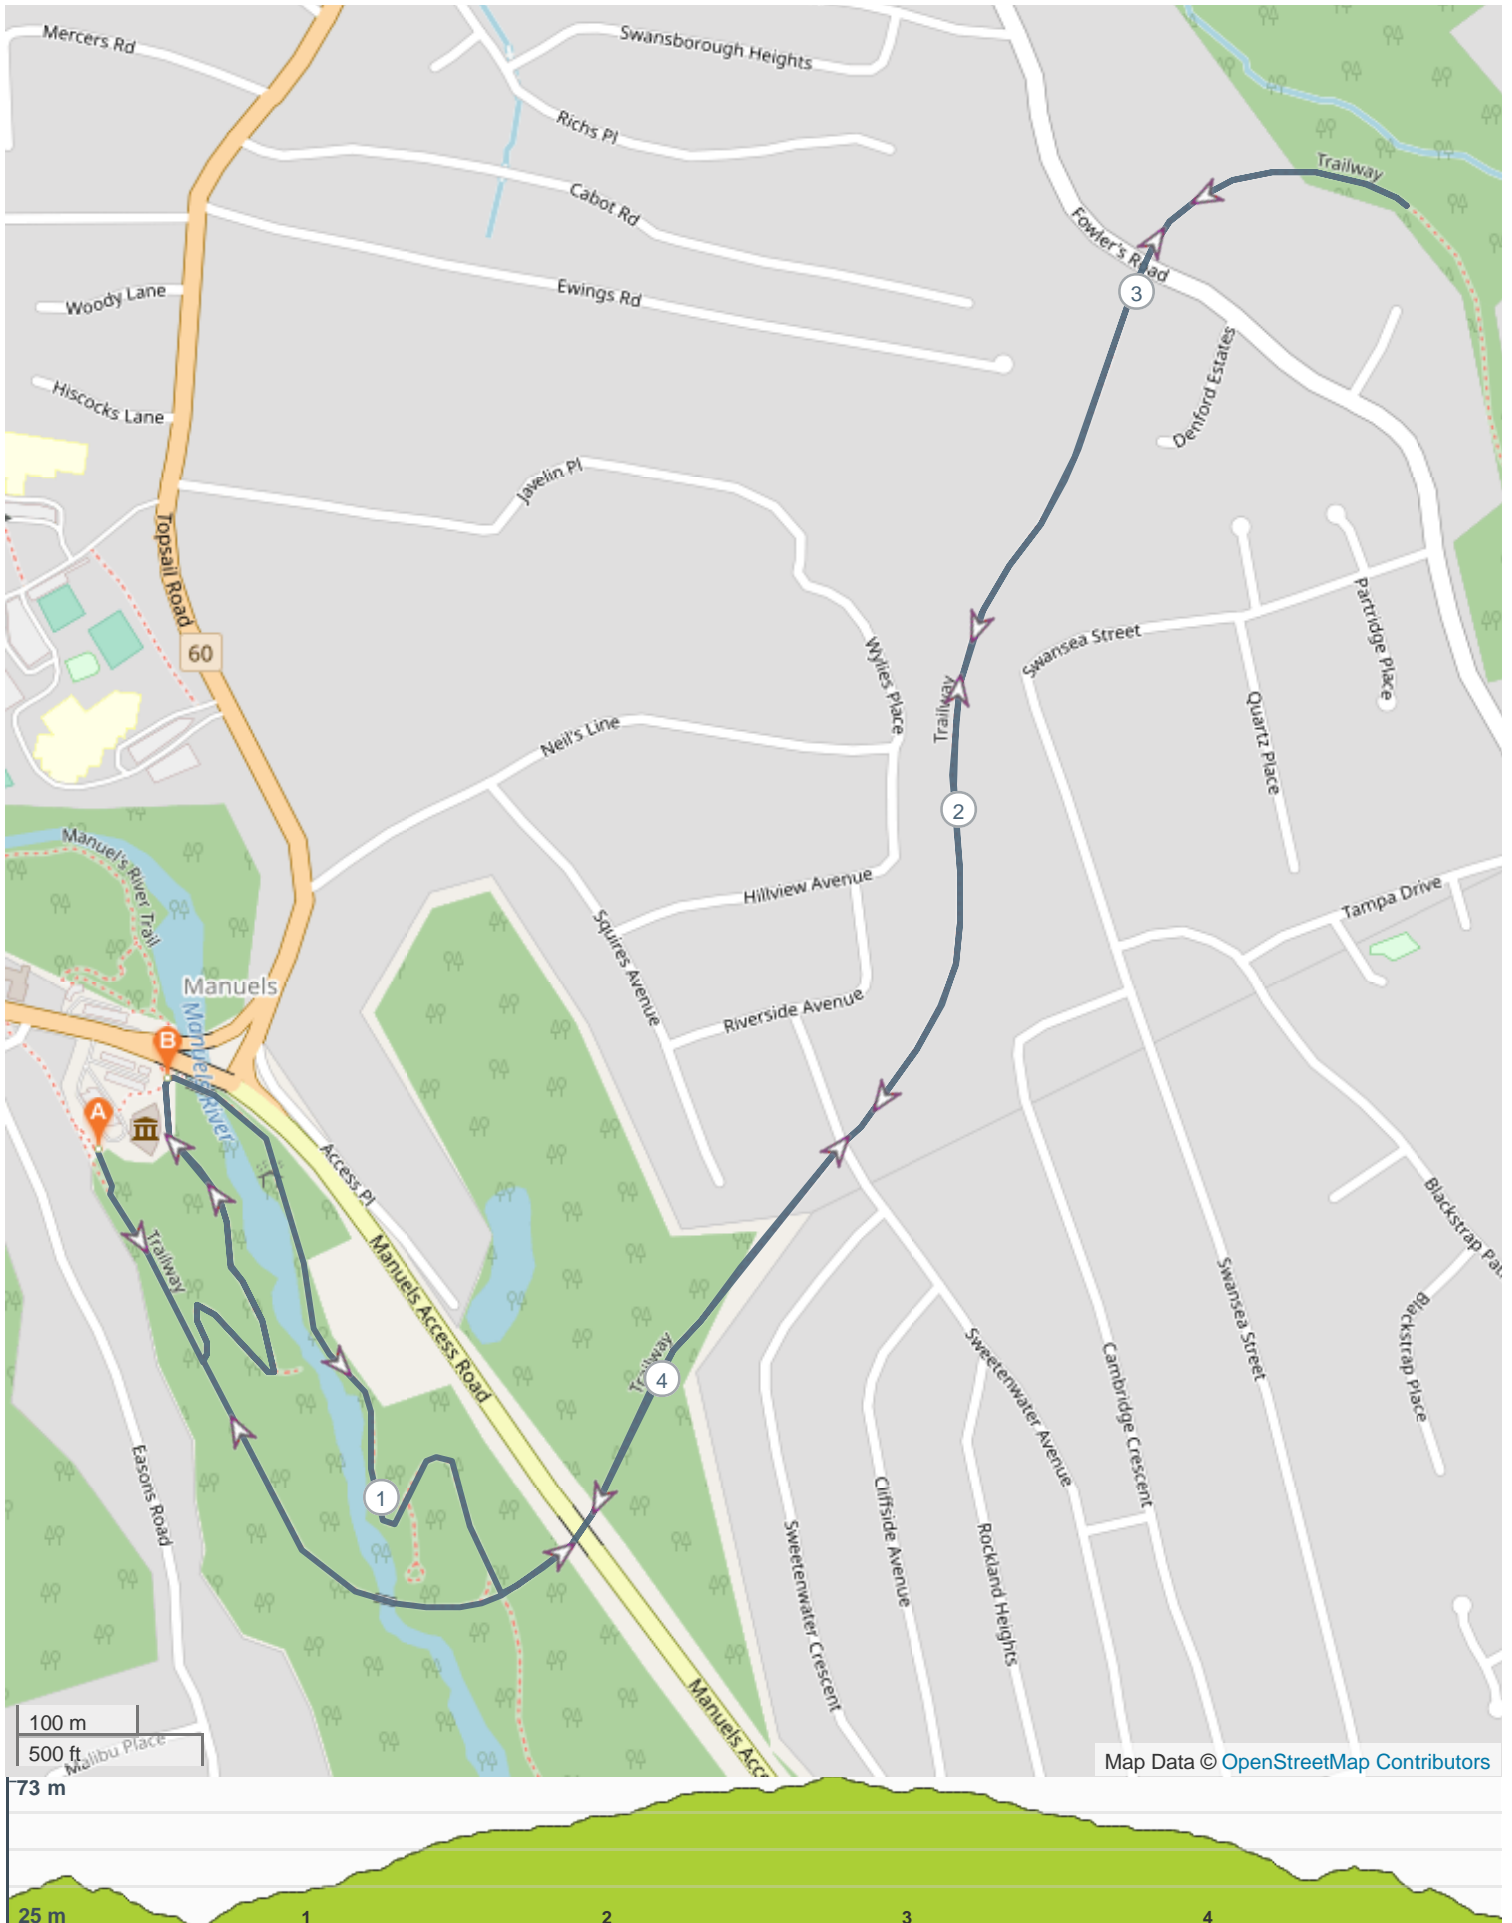 Mercers Rd
Swansborough Heights
Richs Pl
Cabot Rd
Trailway
Fowler's Road
3
Woody Lane
Ewings Rd
Denford Estates
Hiscocks Lane
Javelin Pl
Topsail Road
60
Swansea Street
Partridge Place
Wylies Place
Trailway
Neil's Line
Quartz Place
2
Manuel's River Trail
Hillview Avenue
Tampa Drive
Squires Avenue
Manuels
Riverside Avenue
B
Manuels River
A
Access Pl
Blackstrap Pat
Trailway
Manuels Access Road
Swansea Street
Blackstrap Place
Trailway
4
Sweetenwater Avenue
Cambridge Crescent
Easons Road
1
Cliffside Avenue
Sweetenwater Crescent
Rockland Heights
Manuels Acce
100 m
500 ft
Malibu Place
Map Data © OpenStreetMap Contributors
73 m
25 m
1
2
3
4